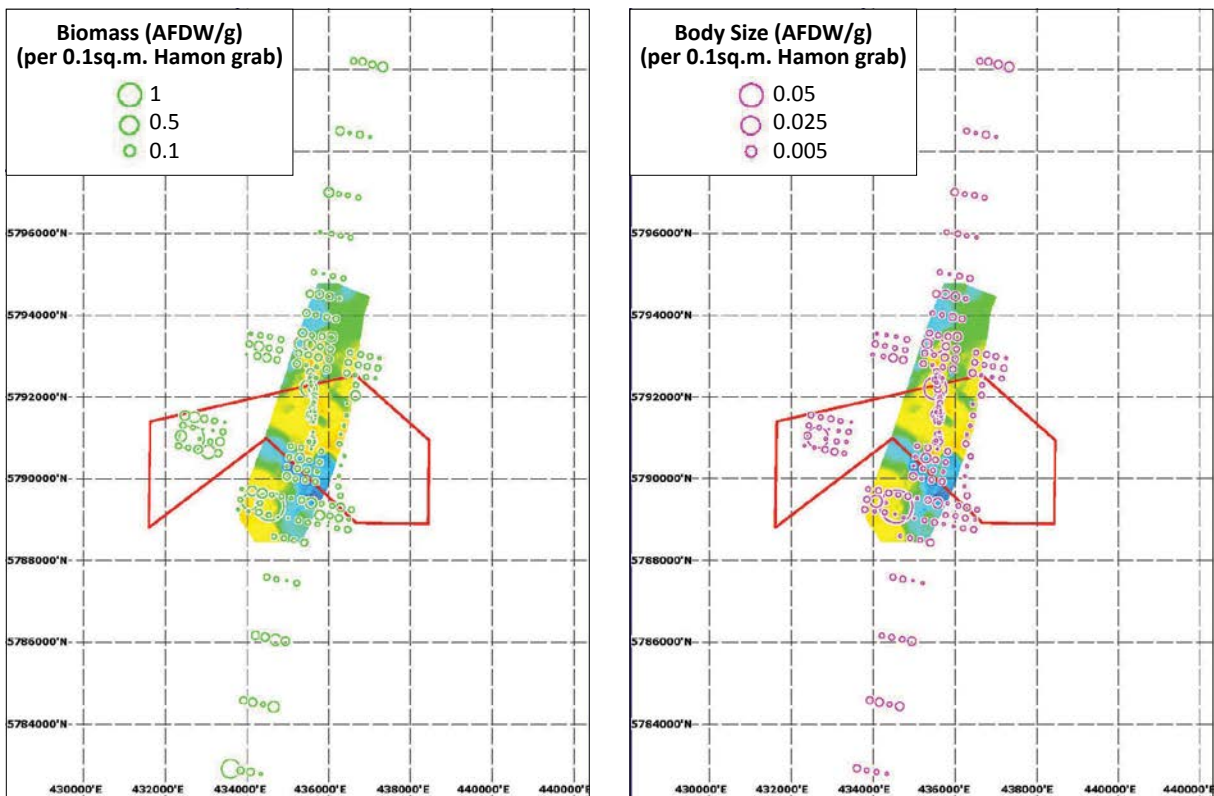 Biomass (AFDW/g)
(per 0.1sq.m. Hamon grab)
1
0.5
0.1
5796000°N
5794000°N
5792000°N
5790000°N
5788000°N
5786000°N
5784000°N
430000°E
432000°E
434000°E
436000°E
438000°E
440000°E
Body Size (AFDW/g)
(per 0.1sq.m. Hamon grab)
0.05
0.025
0.005
5796000°N
5794000°N
5792000°N
5790000°N
5788000°N
5786000°N
5784000°N
430000°E
432000°E
434000°E
436000°E
438000°E
440000°E